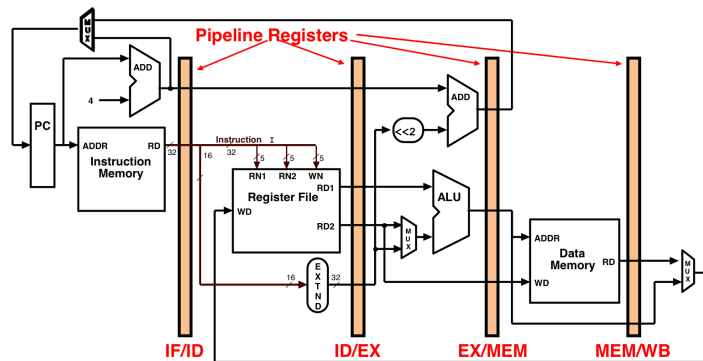 MUX
Pipeline Registers
ADD
4
PC
ADDR
RD
Instruction
Memory
32
16
Instruction I
32
5
5
5
RN1
RN2
WN
Register File
WD
RD1
RD2
16
EXTND
32
<<2
ADD
MUX
ALU
ADDR
RD
Data
Memory
WD
MUX
IF/ID
ID/EX
EX/MEM
MEM/WB